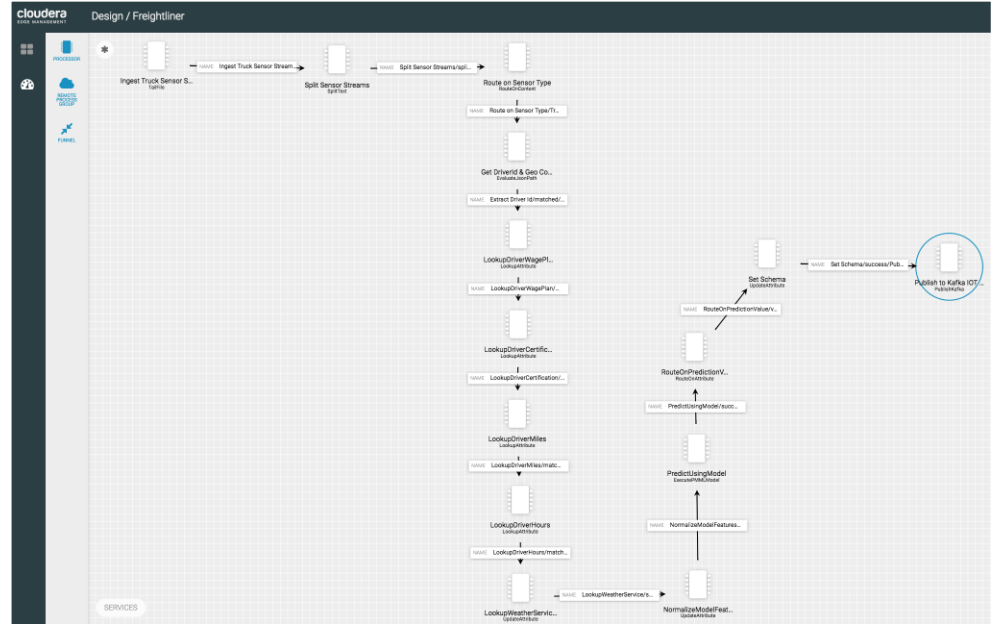 cloudera
EDGE MANAGEMENT
Design / Freightliner
PROCESSOR
REMOTE
PROCESS
GROUP
FUNNEL
Ingest Truck Sensor S...
TailFile
NAME Ingest Truck Sensor Stream...
Split Sensor Streams
SplitText
NAME Split Sensor Streams/spli...
Route on Sensor Type
RouteOnContent
NAME Route on Sensor Type/Tr...
Get DriverId & Geo Co...
EvaluateJsonPath
NAME Extract Driver Id/matched/...
LookupDriverWagePl...
LookupAttribute
NAME LookupDriverWagePlan/...
LookupDriverCertific...
LookupAttribute
NAME LookupDriverCertification/...
LookupDriverMiles
LookupAttribute
NAME LookupDriverMiles/matc...
LookupDriverHours
LookupAttribute
NAME LookupDriverHours/match...
LookupWeatherServic...
UpdateAttribute
NAME LookupWeatherService/s...
NormalizeModelFeat...
UpdateAttribute
NAME NormalizeModelFeatures...
PredictUsingModel
ExecutePMMLModel
NAME PredictUsingModel/succ...
RouteOnPredictionV...
RouteOnAttribute
NAME RouteOnPredictionValue/v...
Set Schema
UpdateAttribute
NAME Set Schema/success/Pub...
Publish to Kafka IOT ...
PublishKafka
SERVICES